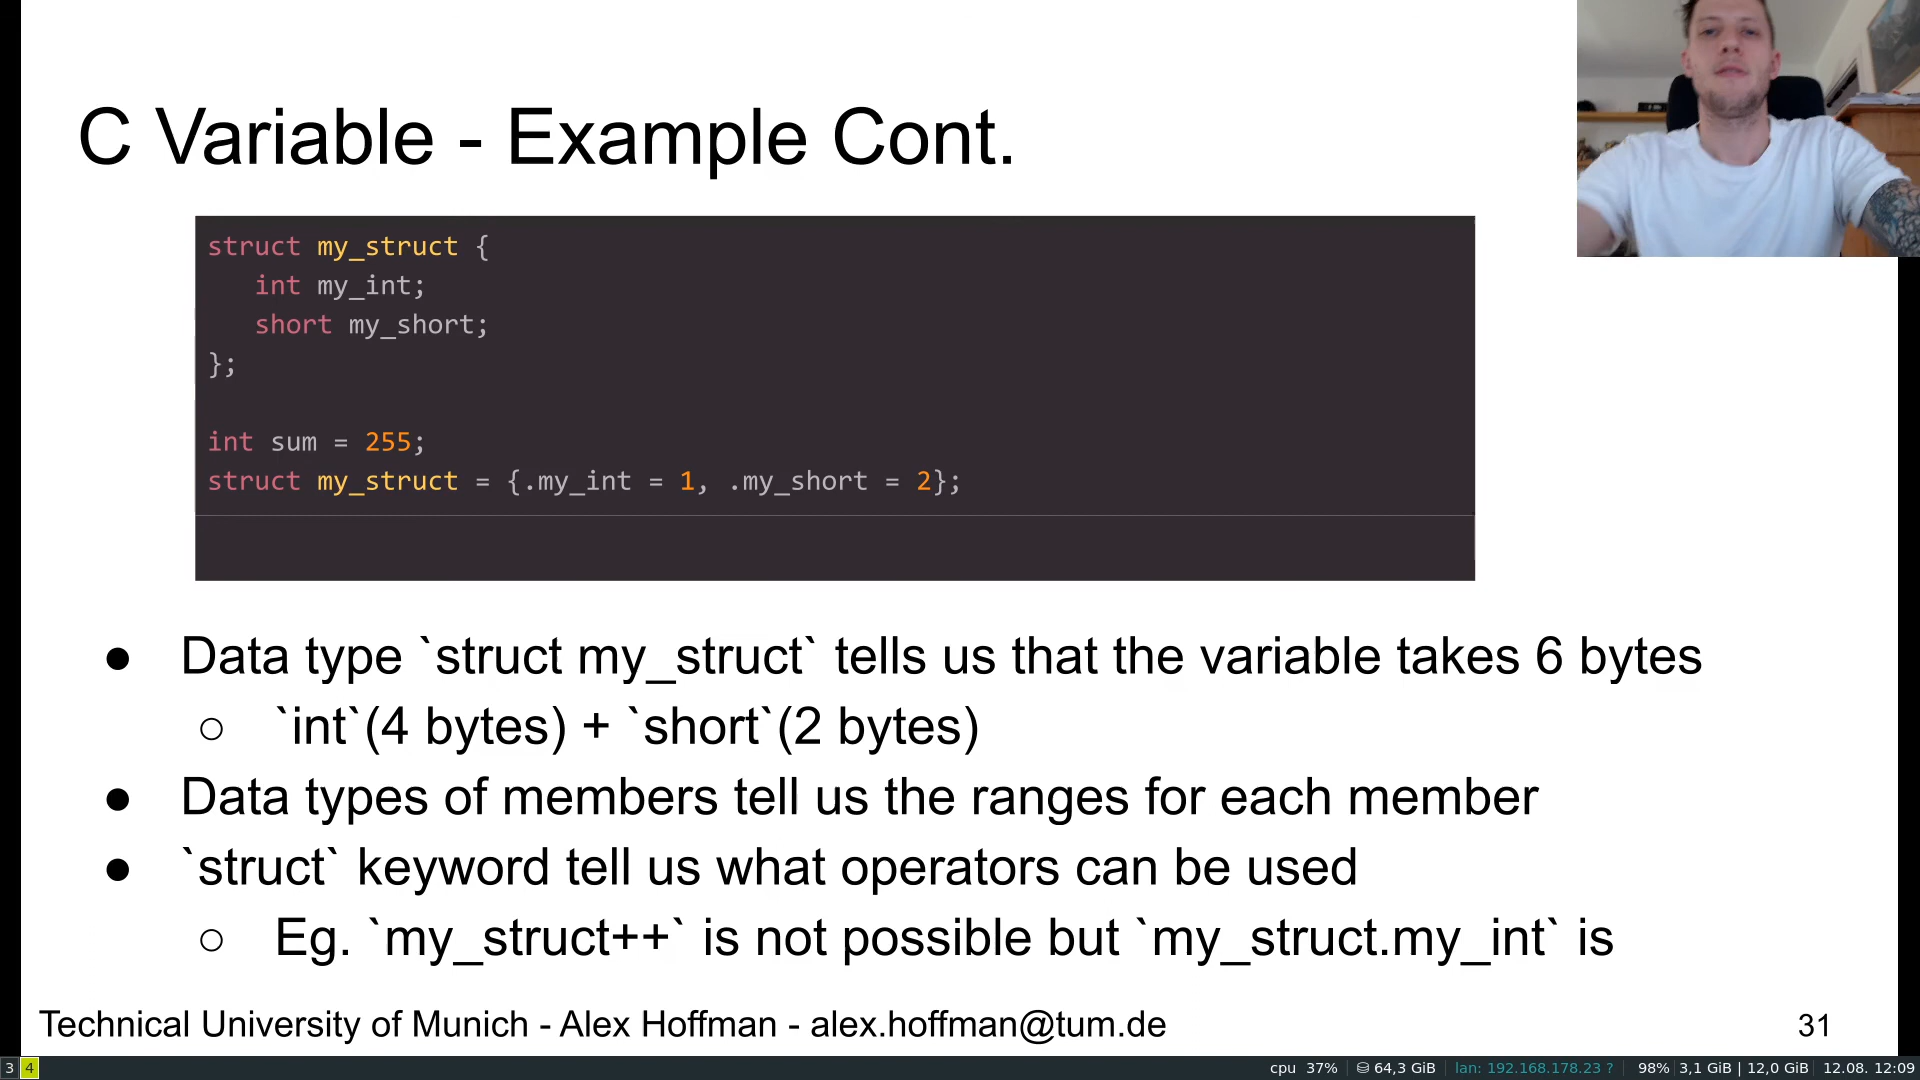 C Variable - Example Cont.
struct my_struct {
int my_int;
short my_short;
};
int sum = 255;
struct my_struct = {.my_int = 1, .my_short = 2};
● Data type `struct my_struct` tells us that the variable takes 6 bytes
○ `int`(4 bytes) + `short`(2 bytes)
● Data types of members tell us the ranges for each member
● `struct` keyword tell us what operators can be used
○ Eg. `my_struct++` is not possible but `my_struct.my_int` is
Technical University of Munich - Alex Hoffman - alex.hoffman@tum.de 31
3 4 cpu 37% 64,3 GiB lan: 192.168.178.23 ? 98% 3,1 GiB | 12,0 GiB 12.08. 12:09